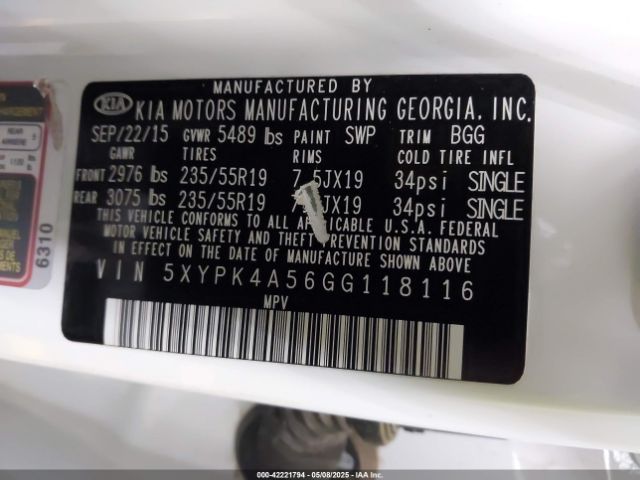 MANUFACTURED BY
KIA KIA MOTORS MANUFACTURING GEORGIA, INC.
SEP/22/15 GVWR 5489 lbs PAINT SWP TRIM BGG
GAWR TIRES RIMS COLD TIRE INFL
FRONT 2976 lbs 235/55R19 7.5JX19 34psi SINGLE
REAR 3075 lbs 235/55R19 JX19 34psi SINGLE
THIS VEHICLE CONFORMS TO ALL APPLICABLE U.S.A. FEDERAL
MOTOR VEHICLE SAFETY AND THEFT PREVENTION STANDARDS
IN EFFECT ON THE DATE OF MANUFACTURE SHOWN ABOVE.
VIN 5XYPK4A56GG118116
MPV
REAR 5
6310
000-42221794 - 05/08/2025 - IAA Inc.